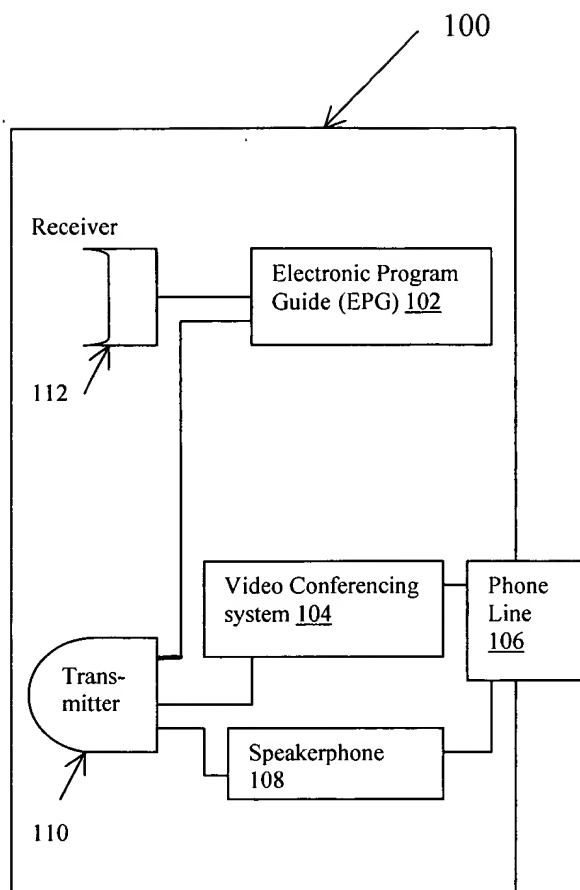 100
Receiver
Electronic Program
Guide (EPG) 102
112
Video Conferencing
system 104
Phone
Line
106
Trans-
mitter
Speakerphone
108
110